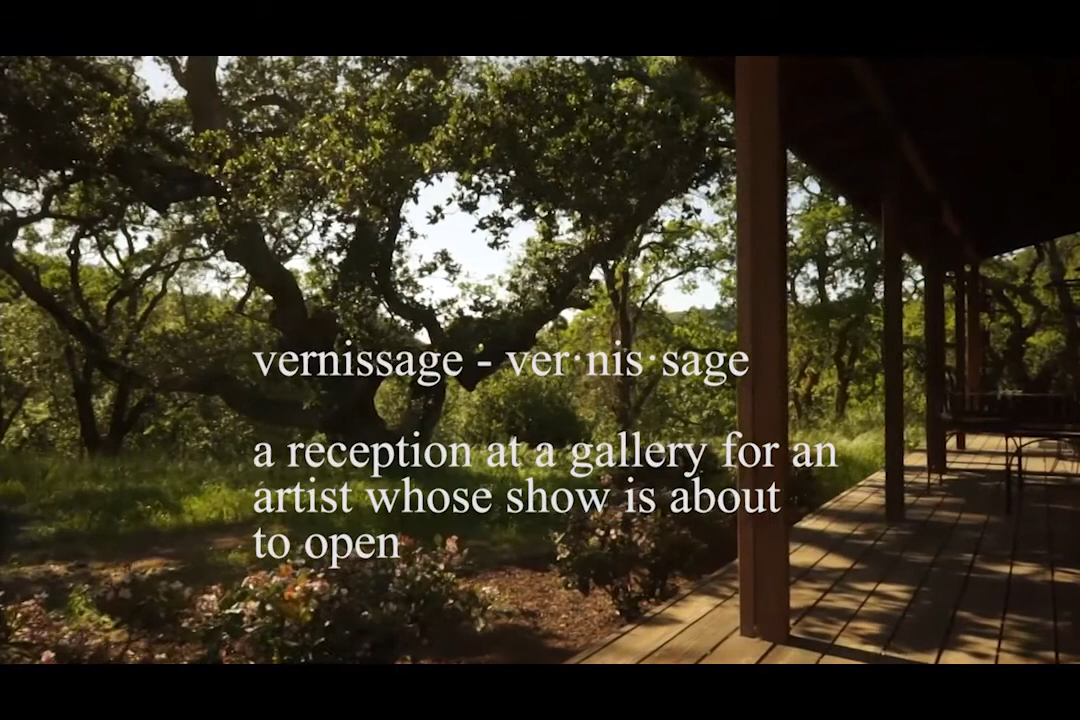 vernissage - ver·nis·sage
a reception at a gallery for an
artist whose show is about
to open